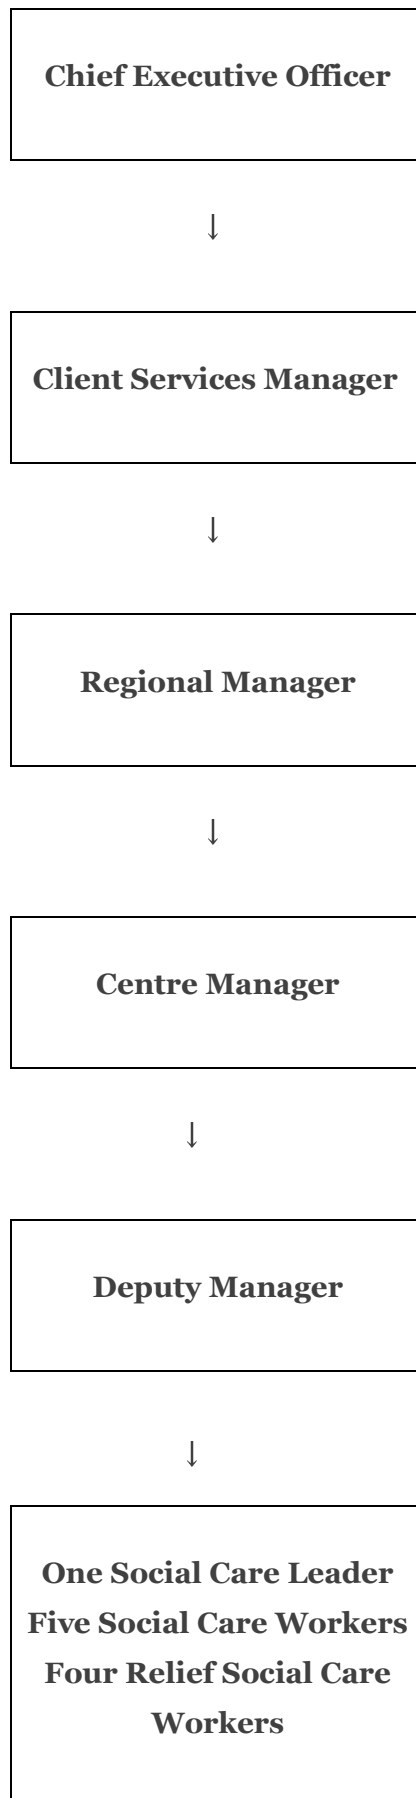 Chief Executive Officer
↓
Client Services Manager
↓
Regional Manager
↓
Centre Manager
↓
Deputy Manager
↓
One Social Care Leader
Five Social Care Workers
Four Relief Social Care
Workers